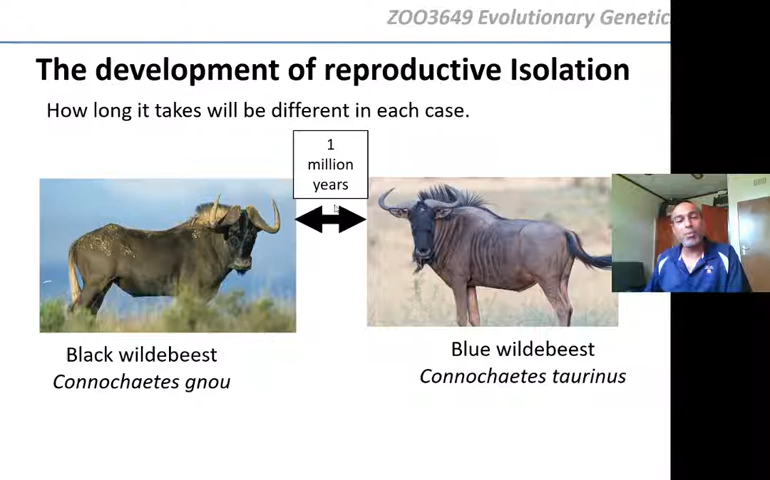 ZOO3649 Evolutionary Genetic
The development of reproductive Isolation
How long it takes will be different in each case.
1
million
years
Black wildebeest
Connochaetes gnou
Blue wildebeest
Connochaetes taurinus